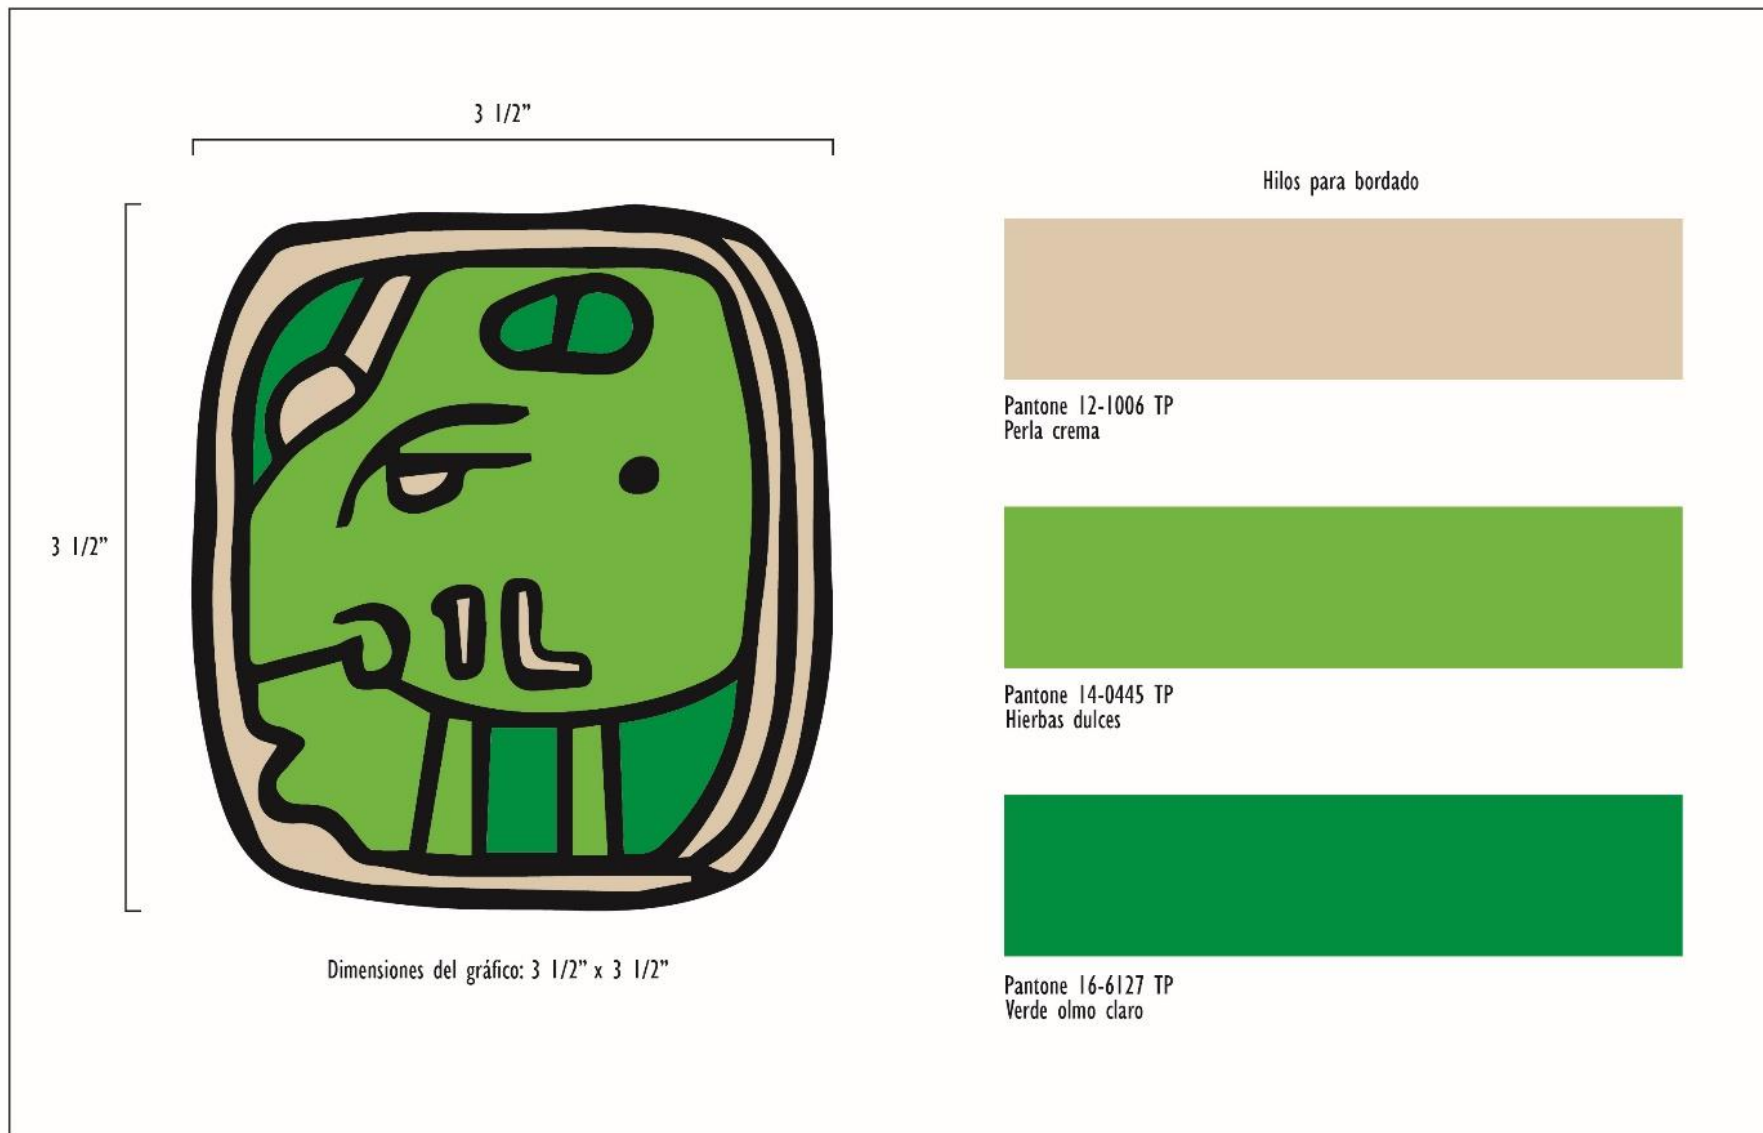 3 1/2”
Hilos para bordado
Pantone 12-1006 TP
Perla crema
3 1/2”
Pantone 14-0445 TP
Hierbas dulces
Dimensiones del gráfico: 3 1/2” x 3 1/2”
Pantone 16-6127 TP
Verde olmo claro